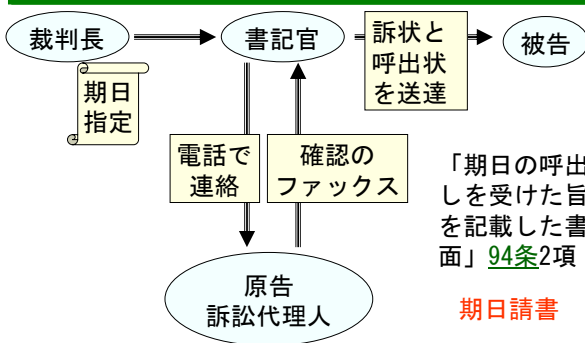 裁判長
書記官
被告
訴状と
呼出状
を送達
期日
指定
電話で
連絡
確認の
ファックス
「期日の呼出
しを受けた旨
を記載した書
面」94条2項
原告
訴訟代理人
期日請書